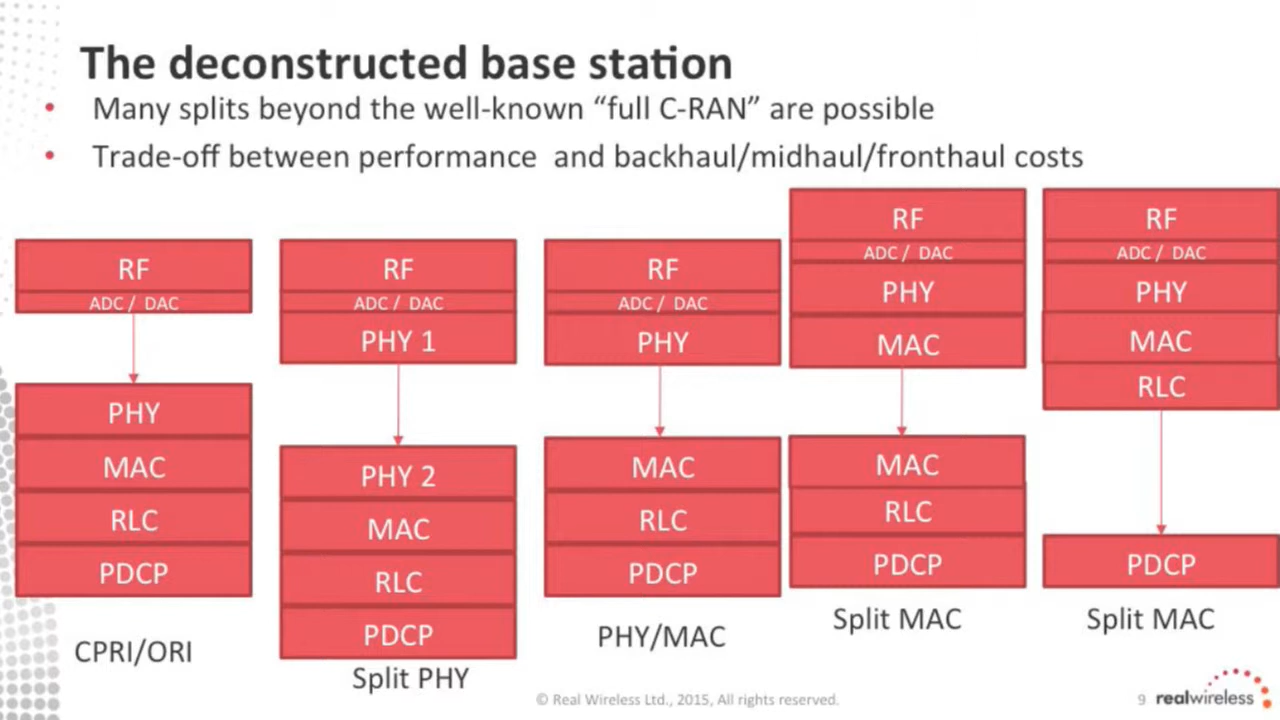 The deconstructed base station
• Many splits beyond the well-known “full C-RAN” are possible
• Trade-off between performance and backhaul/midhaul/fronthaul costs
RF
ADC / DAC
PHY
MAC
RLC
PDCP
CPRI/ORI
RF
ADC / DAC
PHY 1
PHY 2
MAC
RLC
PDCP
Split PHY
RF
ADC / DAC
PHY
MAC
RLC
PDCP
PHY/MAC
RF
ADC / DAC
PHY
MAC
MAC
RLC
PDCP
Split MAC
RF
ADC / DAC
PHY
MAC
RLC
PDCP
Split MAC
© Real Wireless Ltd., 2015, All rights reserved.
9
realwireless